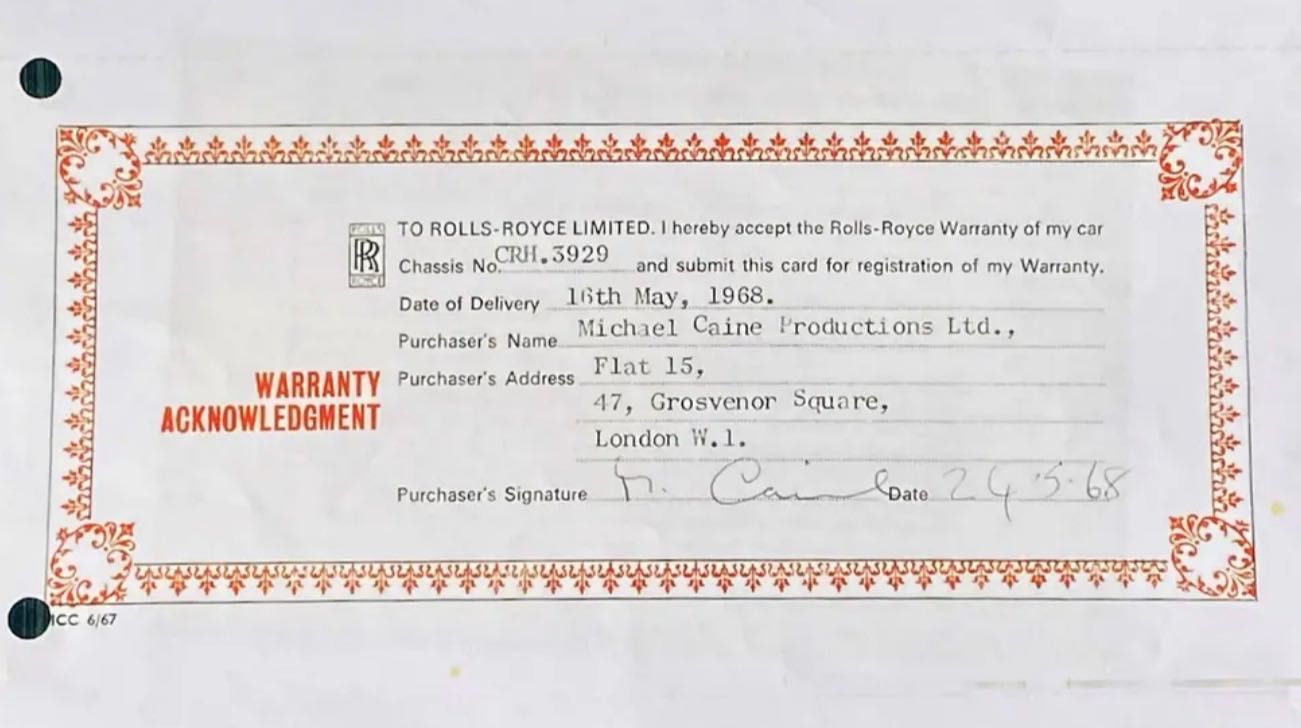 ROLLS
RR
ROYCE
TO ROLLS-ROYCE LIMITED. I hereby accept the Rolls-Royce Warranty of my car
Chassis No. CRH.3929 and submit this card for registration of my Warranty.
Date of Delivery 16th May, 1968.
Purchaser's Name Michael Caine Productions Ltd.,
WARRANTY
ACKNOWLEDGMENT
Purchaser's Address Flat 15,
47, Grosvenor Square,
London W.1.
Purchaser's Signature M. Caine Date 24.5.68
CC 6/67